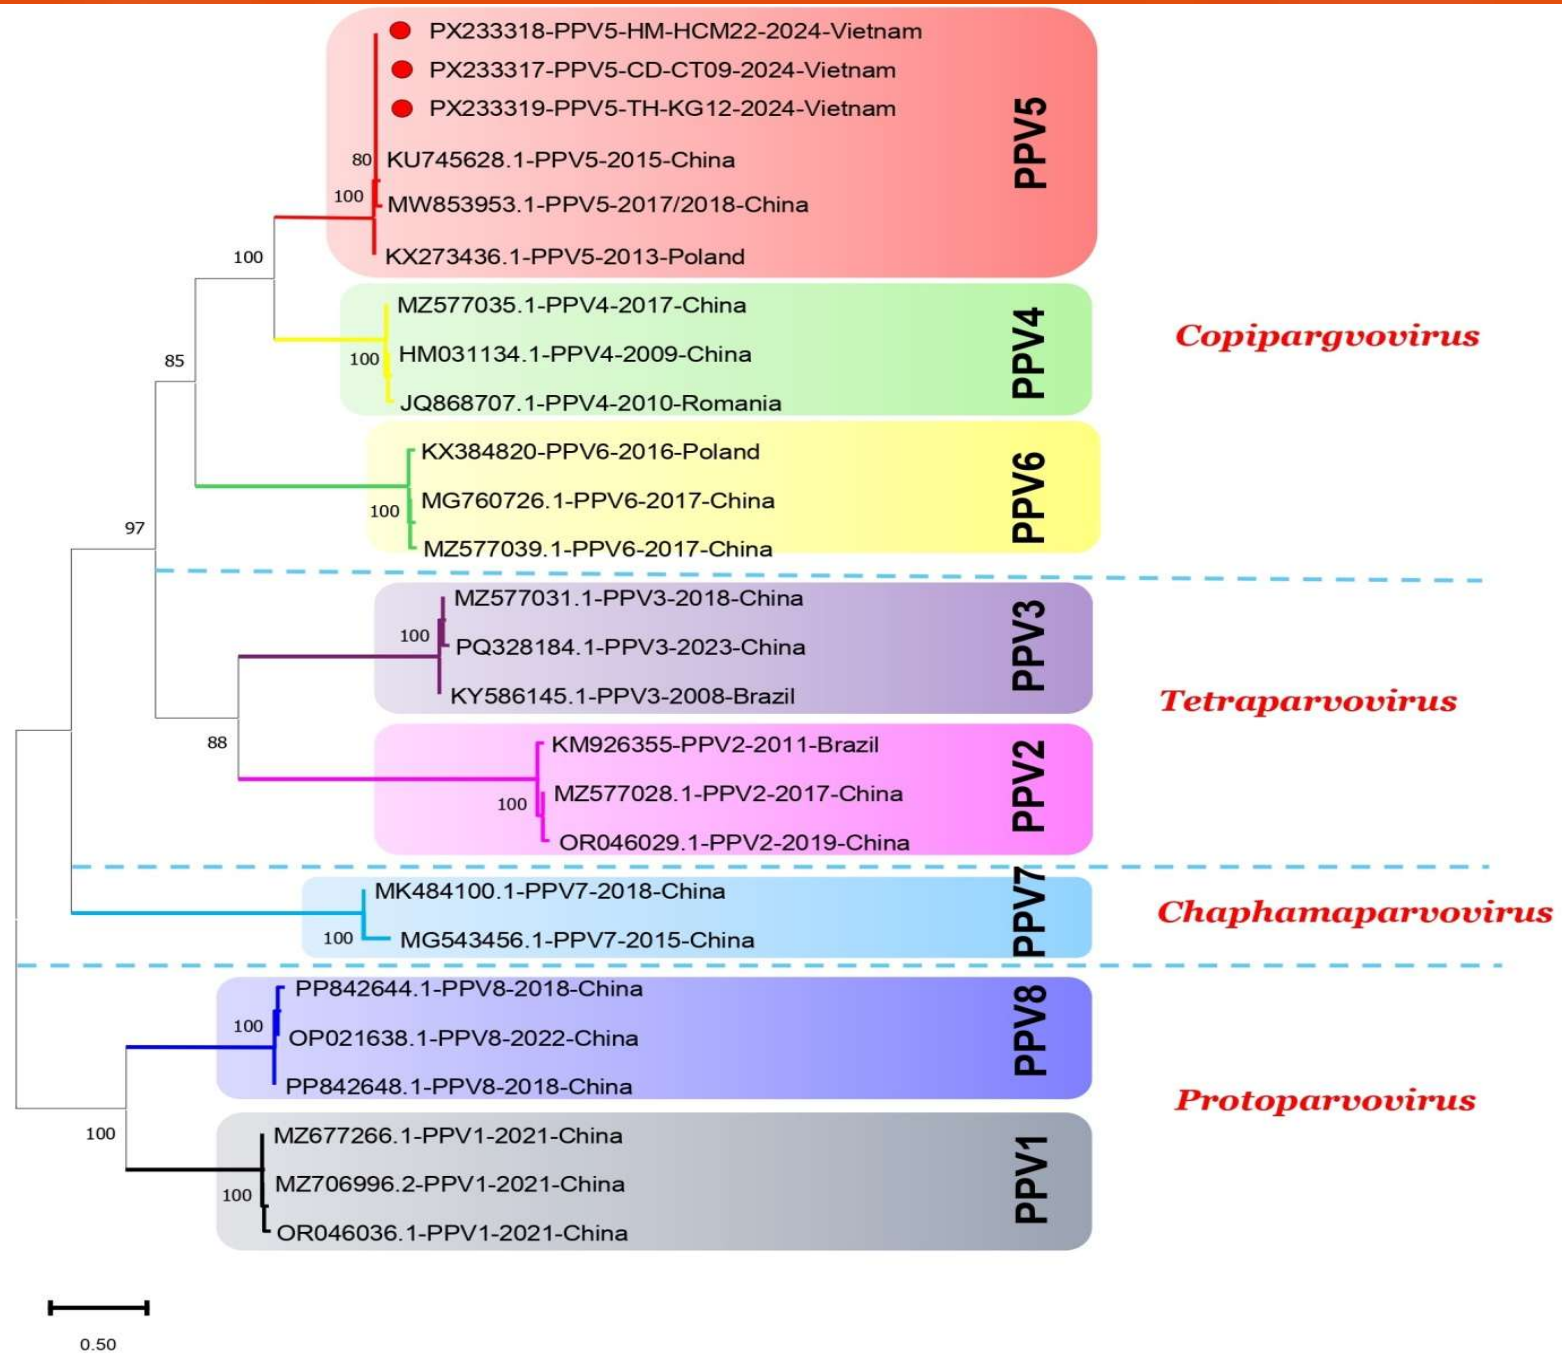 PX233318-PPV5-HM-HCM22-2024-Vietnam
PX233317-PPV5-CD-CT09-2024-Vietnam
PX233319-PPV5-TH-KG12-2024-Vietnam
80
KU745628.1-PPV5-2015-China
100
MW853953.1-PPV5-2017/2018-China
KX273436.1-PPV5-2013-Poland
PPV5
100
MZ577035.1-PPV4-2017-China
HM031134.1-PPV4-2009-China
100
JQ868707.1-PPV4-2010-Romania
PPV4
Copipargvovirus
85
KX384820-PPV6-2016-Poland
MG760726.1-PPV6-2017-China
100
MZ577039.1-PPV6-2017-China
PPV6
97
MZ577031.1-PPV3-2018-China
100
PQ328184.1-PPV3-2023-China
KY586145.1-PPV3-2008-Brazil
PPV3
Tetraparvovirus
88
KM926355-PPV2-2011-Brazil
MZ577028.1-PPV2-2017-China
100
OR046029.1-PPV2-2019-China
PPV2
MK484100.1-PPV7-2018-China
100
MG543456.1-PPV7-2015-China
PPV7
Chaphamaparvovirus
PP842644.1-PPV8-2018-China
100
OP021638.1-PPV8-2022-China
PP842648.1-PPV8-2018-China
PPV8
Protoparvovirus
100
MZ677266.1-PPV1-2021-China
MZ706996.2-PPV1-2021-China
100
OR046036.1-PPV1-2021-China
PPV1
0.50